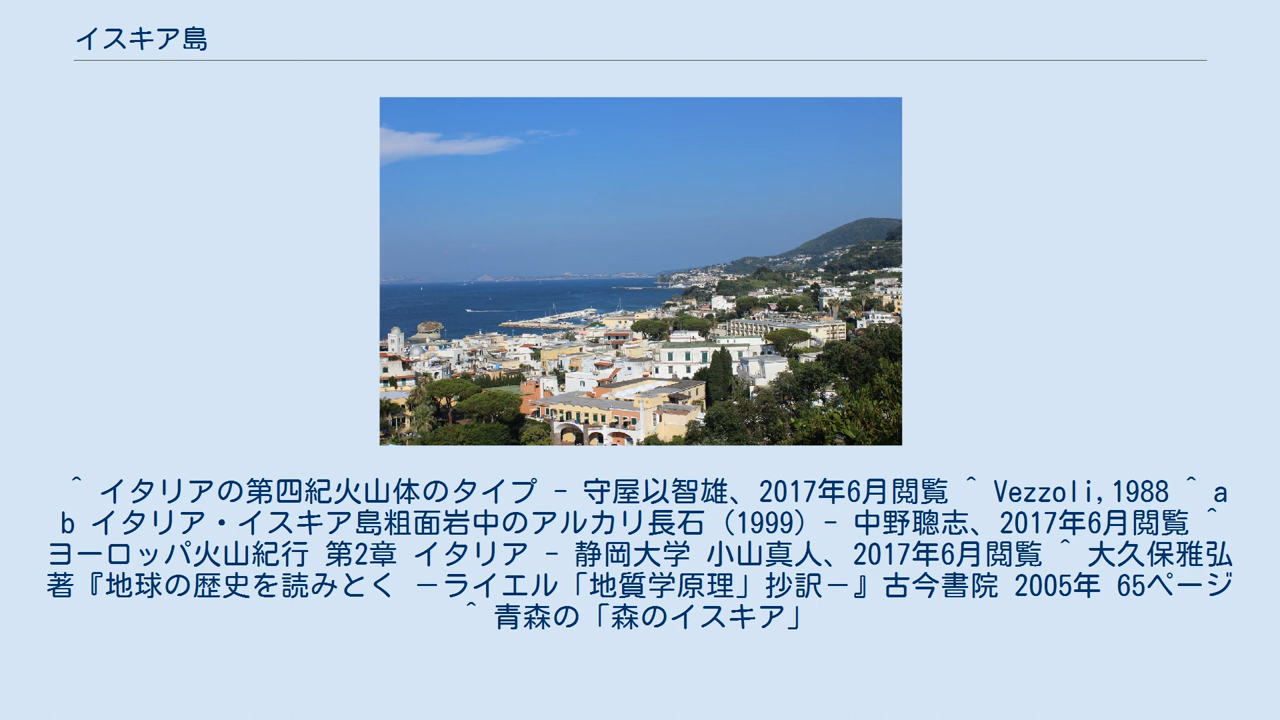 イスキア島
^ イタリアの第四紀火山体のタイプ - 守屋以智雄、2017年6月閲覧 ^ Vezzoli,1988 ^ a
b イタリア・イスキア島粗面岩中のアルカリ長石（1999）- 中野聰志、2017年6月閲覧 ^
ヨーロッパ火山紀行 第2章 イタリア - 静岡大学 小山真人、2017年6月閲覧 ^ 大久保雅弘
著『地球の歴史を読みとく －ライエル「地質学原理」抄訳－』古今書院 2005年 65ページ
^ 青森の「森のイスキア」